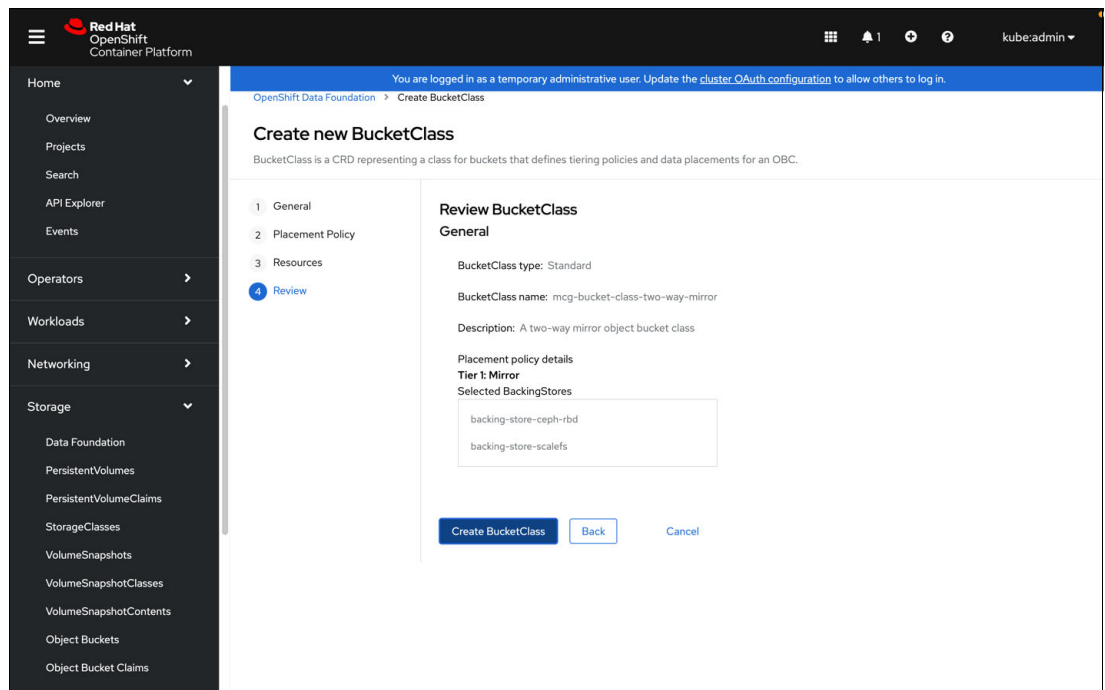 Red Hat
OpenShift
Container Platform
1
kube:admin
You are logged in as a temporary administrative user. Update the cluster OAuth configuration to allow others to log in.
Home
Overview
Projects
Search
API Explorer
Events
Operators
Workloads
Networking
Storage
Data Foundation
PersistentVolumes
PersistentVolumeClaims
StorageClasses
VolumeSnapshots
VolumeSnapshotClasses
VolumeSnapshotContents
Object Buckets
Object Bucket Claims
OpenShift Data Foundation > Create BucketClass
Create new BucketClass
BucketClass is a CRD representing a class for buckets that defines tiering policies and data placements for an OBC.
1 General
2 Placement Policy
3 Resources
4 Review
Review BucketClass
General
BucketClass type: Standard
BucketClass name: mcg-bucket-class-two-way-mirror
Description: A two-way mirror object bucket class
Placement policy details
Tier 1: Mirror
Selected BackingStores
backing-store-ceph-rbd
backing-store-scalefs
Create BucketClass Back Cancel